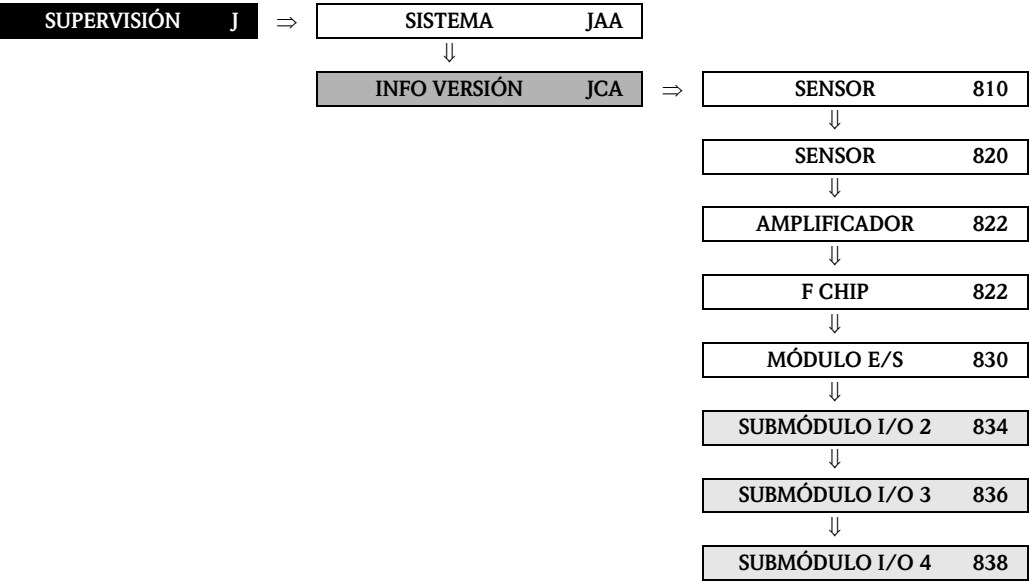 SUPERVISIÓN J ⇒ SISTEMA JAA
⇓
INFO VERSIÓN JCA ⇒ SENSOR 810
⇓
SENSOR 820
⇓
AMPLIFICADOR 822
⇓
F CHIP 822
⇓
MÓDULO E/S 830
⇓
SUBMÓDULO I/O 2 834
⇓
SUBMÓDULO I/O 3 836
⇓
SUBMÓDULO I/O 4 838